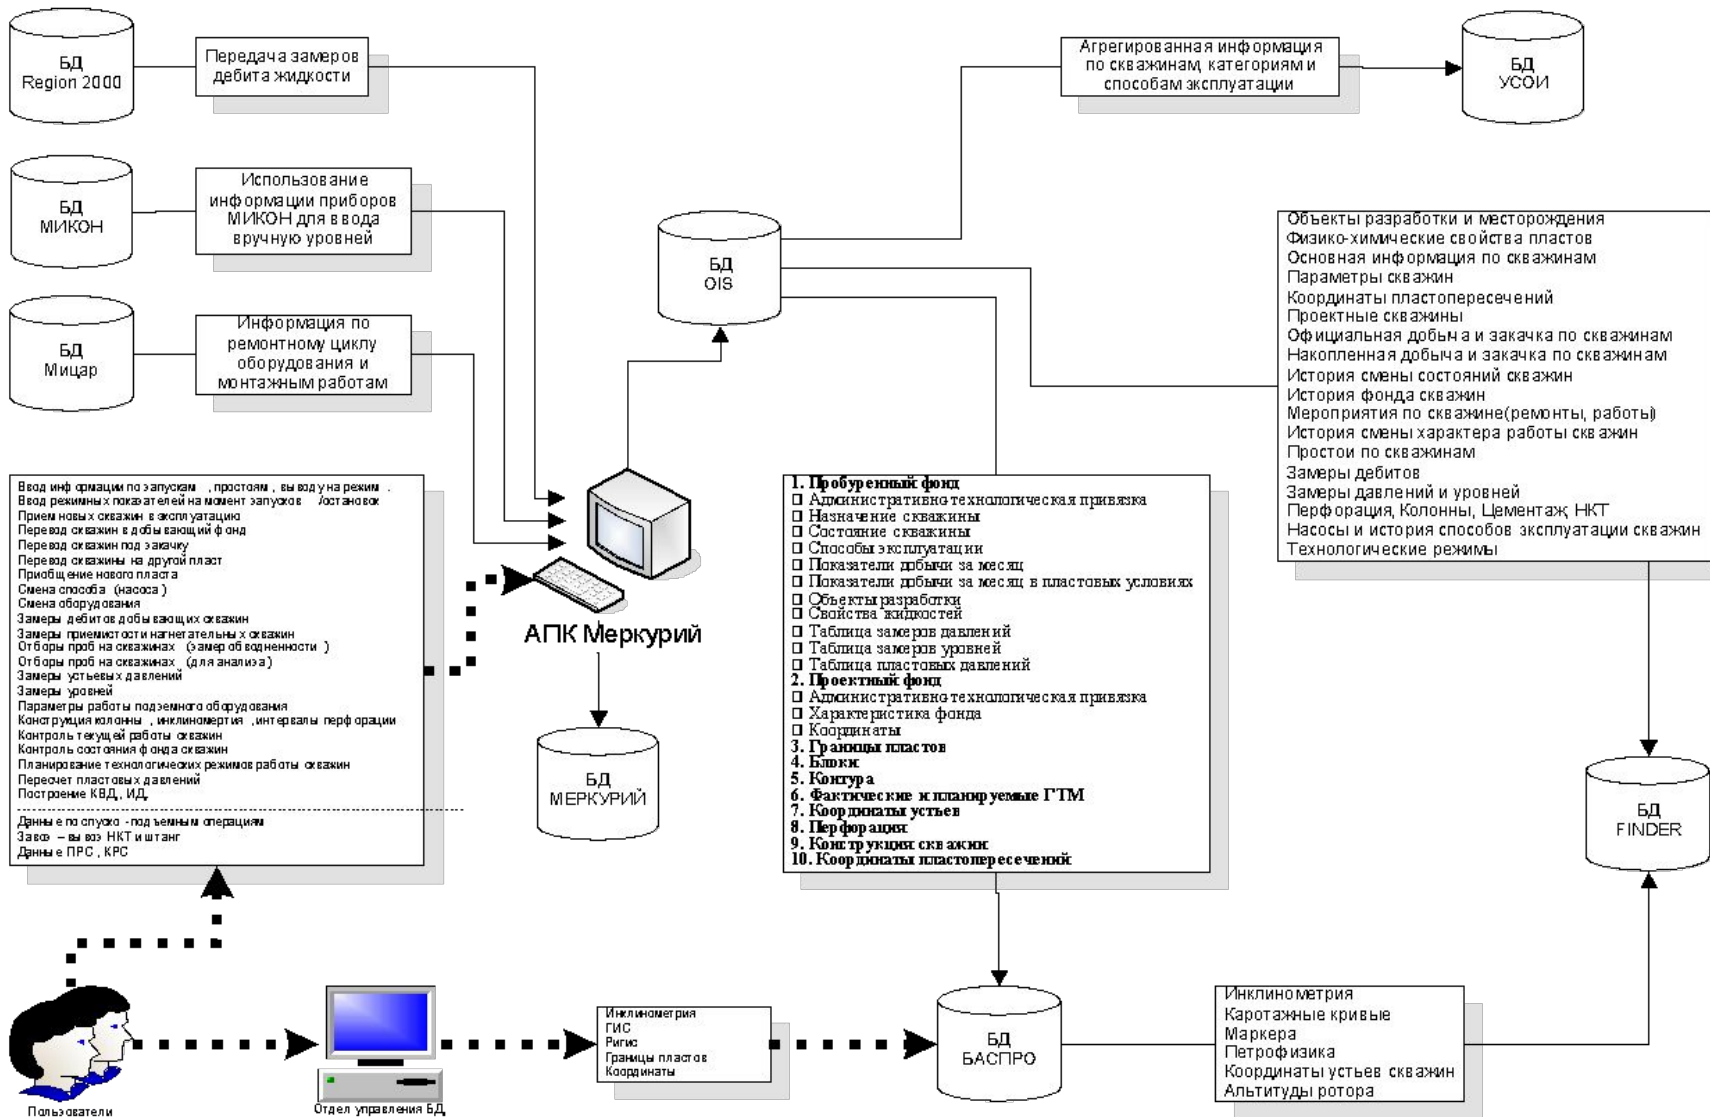 БД
Region 2000
Передача замеров
дебита жидкости
Агрегированная информация
по скважинам, категориям и
способам эксплуатации
БД
УСОИ
БД
МИКОН
Использование
информации приборов
МИКОН для ввода
вручную уровней
БД
OIS
Объекты разработки и месторождения
Физико-химические свойства пластов
Основная информация по скважинам
Параметры скважин
Координаты пластопересечений
Проектные скважины
Официальная добыча и закачка по скважинам
Накопленная добыча и закачка по скважинам
История смены состояний скважин
История фонда скважин
Мероприятия по скважине(ремонты, работы)
История смены характера работы скважин
Простои по скважинам
Замеры дебитов
Замеры давлений и уровней
Перфорация, Колонны, Цементаж, НКТ
Насосы и история способов эксплуатации скважин
Технологические режимы
БД
Мицар
Информация по
ремонтному циклу
оборудования и
монтажным работам
Ввод информации по запускам , простоям , выводу на режим .
Ввод режимных показателей на момент запусков /остановок
Прием новых скважин в эксплуатацию
Перевод скважин в добывающий фонд
Перевод скважин под закачку
Перевод скважины на другой пласт
Приобщение нового пласта
Смена способа (насоса )
Смена оборудования
Замеры дебитов добывающих скважин
Замеры приемистости нагнетательных скважин
Отборы проб на скважинах (замер обводненности )
Отборы проб на скважинах (для анализа )
Замеры устьевых давлений
Замеры уровней
Параметры работы подземного оборудования
Конструкция колонны , инклиномертия , интервалы перфорации
Контроль текущей работы скважин
Контроль состояния фонда скважин
Планирование технологических режимов работы скважин
Пересчет пластовых давлений
Построение КВД, ИД,
Данные по спуско - подъемным операциям
Завоз – вывоз НКТ и штанг
Данные ПРС , КРС
АПК Меркурий
БД
МЕРКУРИЙ
1. Пробуренный фонд
Административно-технологическая привязка
Назначение скважины
Состояние скважины
Способы эксплуатации
Показатели добычи за месяц
Показатели добычи за месяц в пластовых условиях
Объекты разработки
Свойства жидкостей
Таблица замеров давлений
Таблица замеров уровней
Таблица пластовых давлений
2. Проектный фонд
Административно-технологическая привязка
Характеристика фонда
Координаты
3. Границы пластов
4. Блоки
5. Контура
6. Фактические и планируемые ГТМ
7. Координаты устьев
8. Перфорация
9. Конструкция скважин
10. Координаты пластопересечений
БД
FINDER
Пользователи
Отдел управления БД
Инклинометрия
ГИС
Ригис
Границы пластов
Координаты
БД
БАСПРО
Инклинометрия
Каротажные кривые
Маркера
Петрофизика
Координаты устьев скважин
Альтитуды ротора